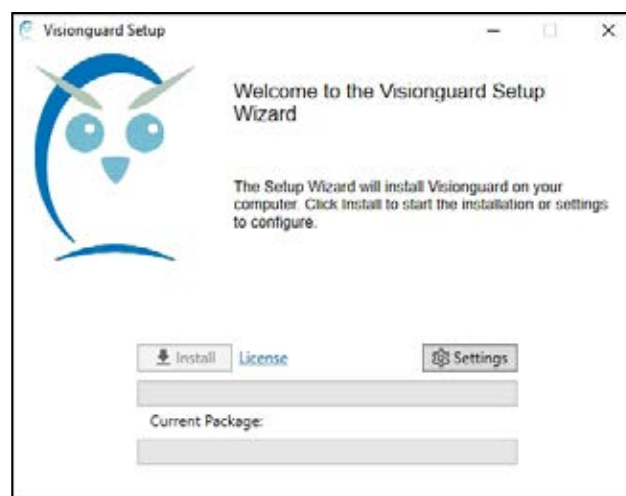 Visionguard Setup
Welcome to the Visionguard Setup
Wizard
The Setup Wizard will install Visionguard on your
computer. Click Install to start the installation or settings
to configure.
Install License Settings
Current Package: